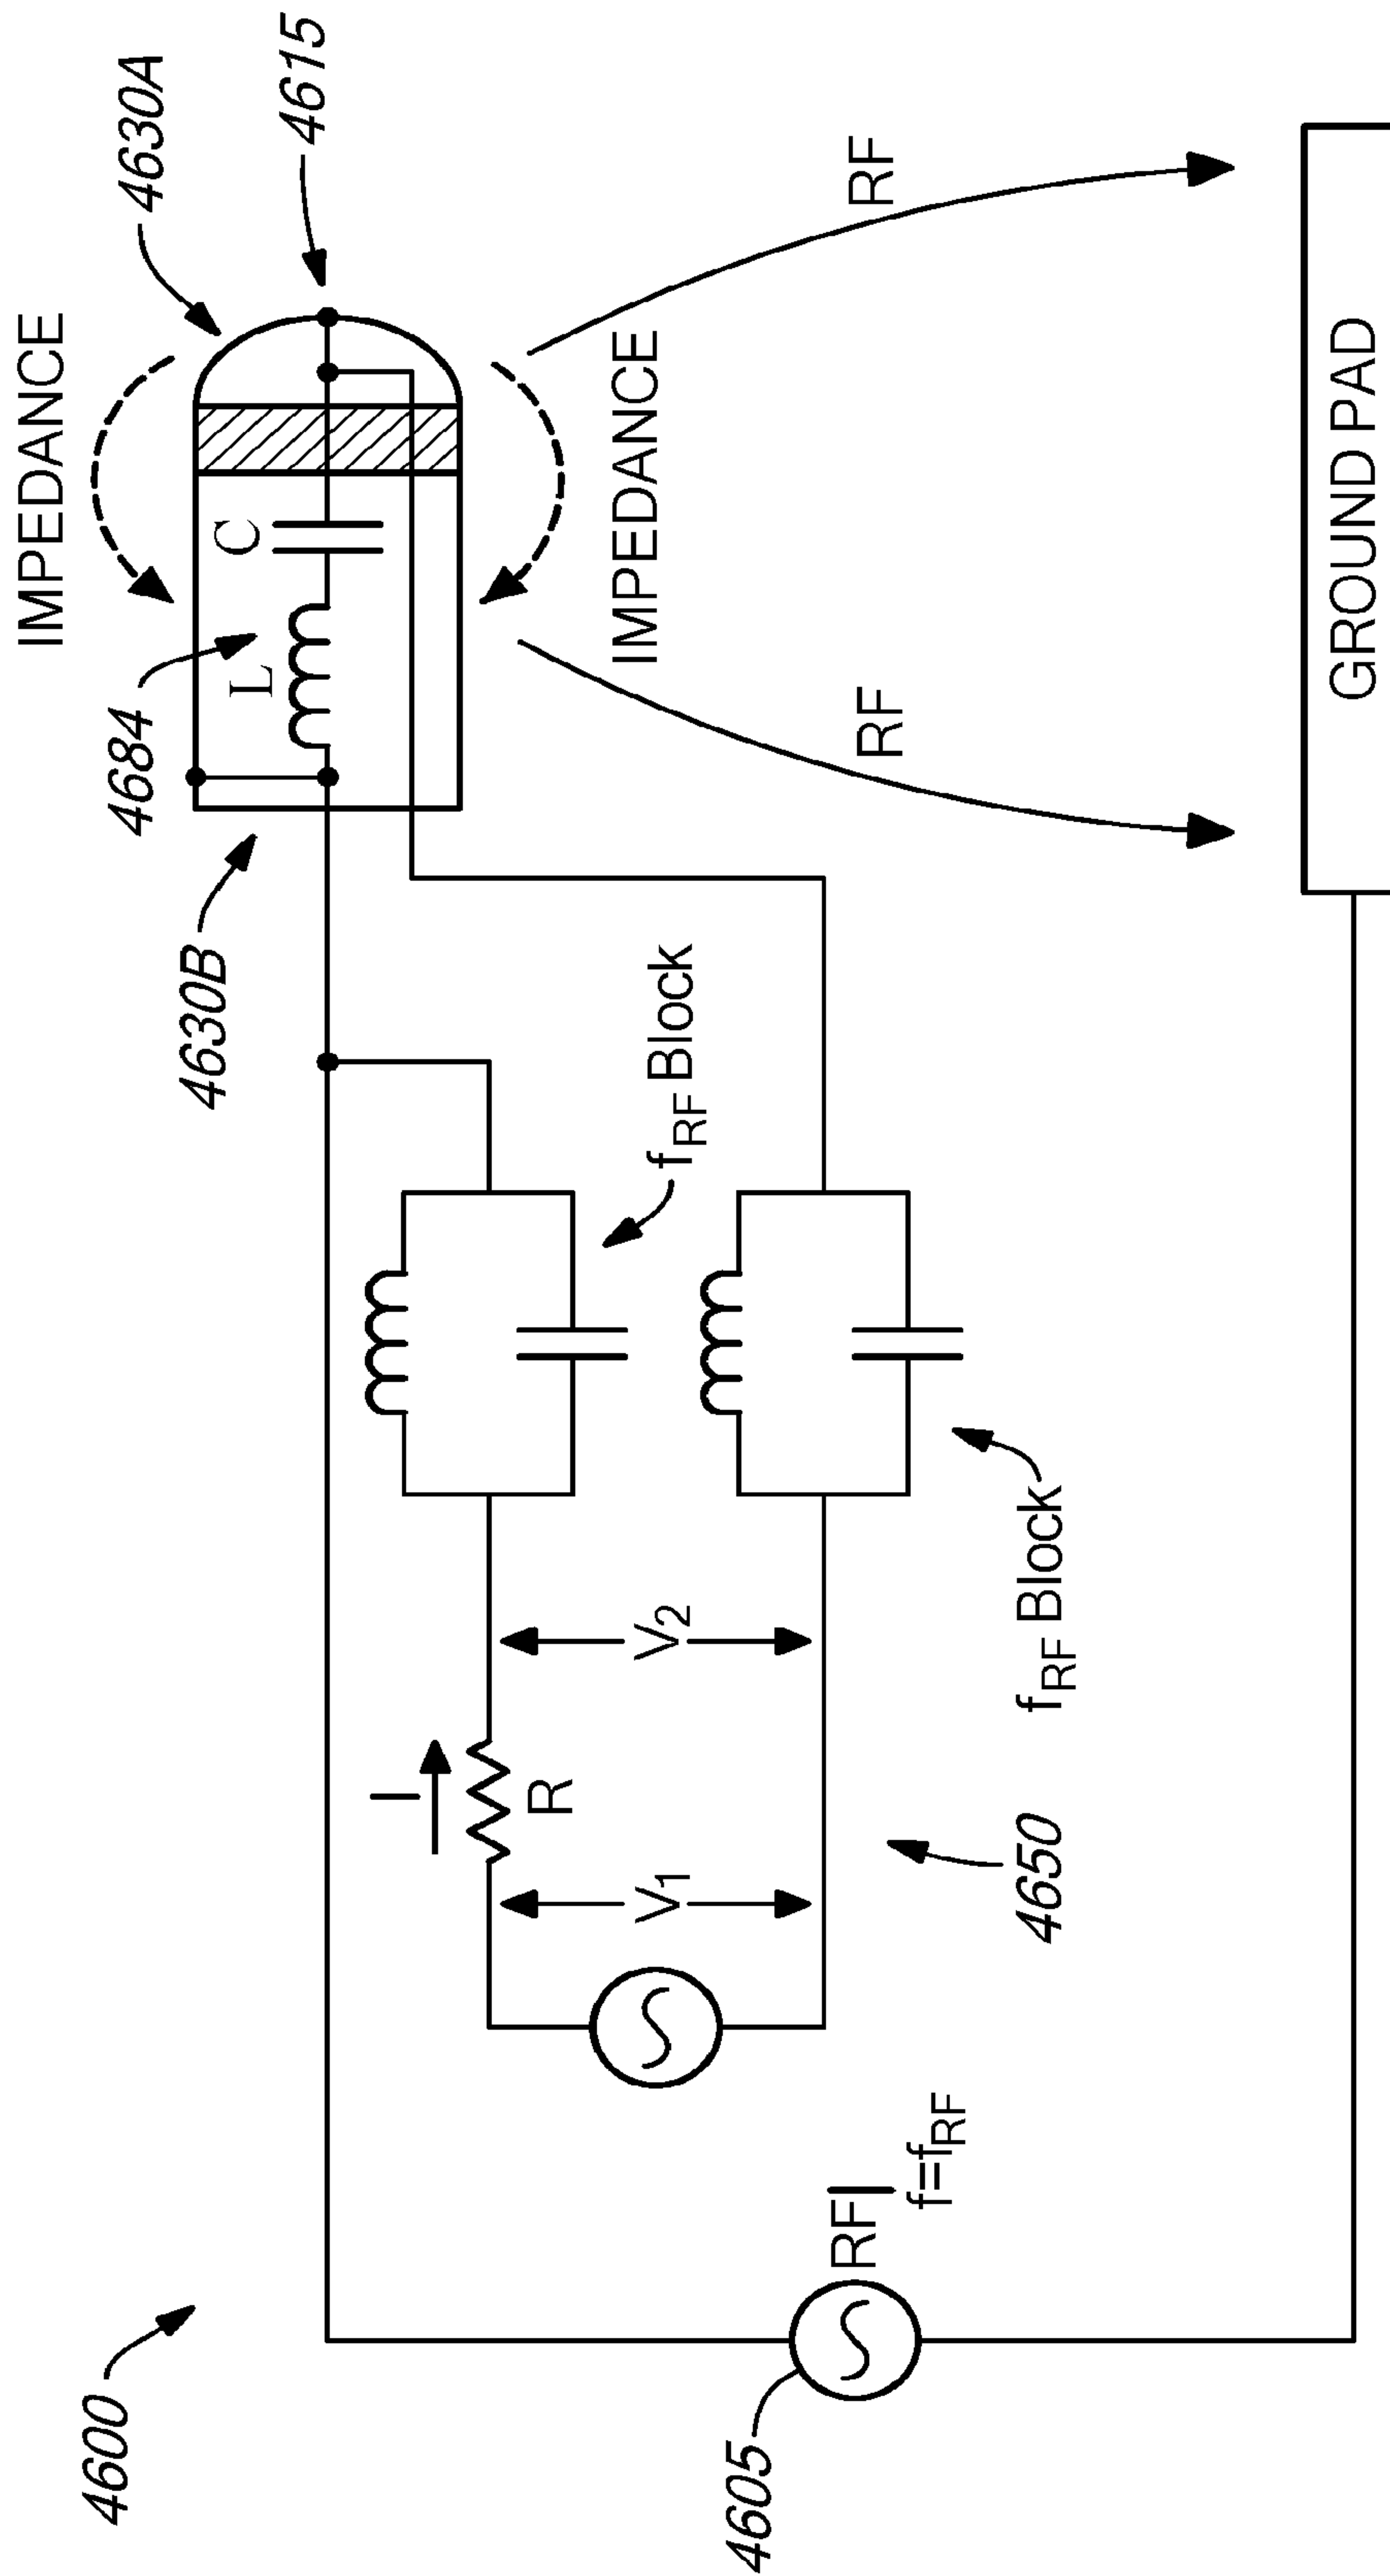 4600
IMPEDANCE
4630A
4615
4684
L
C
4630B
IMPEDANCE
RF
RF
I
R
V1
V2
fRF Block
fRF Block
4650
4605
RF|
f=fRF
GROUND PAD